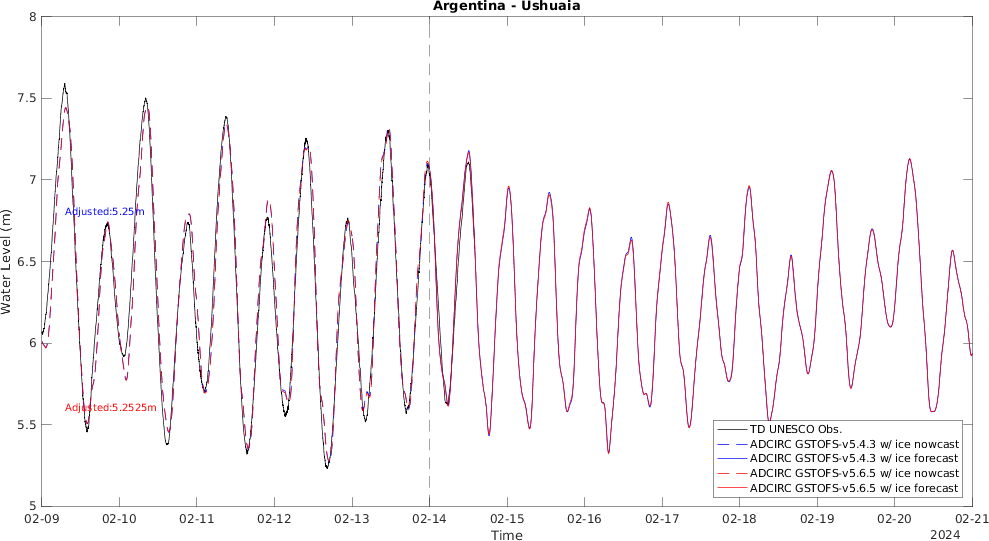 Argentina - Ushuaia
8
7.5
7
6.5
6
5.5
5
Water Level (m)
Adjusted:5.25m
Adjusted:5.2525m
TD UNESCO Obs.
ADCIRC GSTOFS-v5.4.3 w/ ice nowcast
ADCIRC GSTOFS-v5.4.3 w/ ice forecast
ADCIRC GSTOFS-v5.6.5 w/ ice nowcast
ADCIRC GSTOFS-v5.6.5 w/ ice forecast
02-09 02-10 02-11 02-12 02-13 02-14 02-15 02-16 02-17 02-18 02-19 02-20 02-21
Time
2024